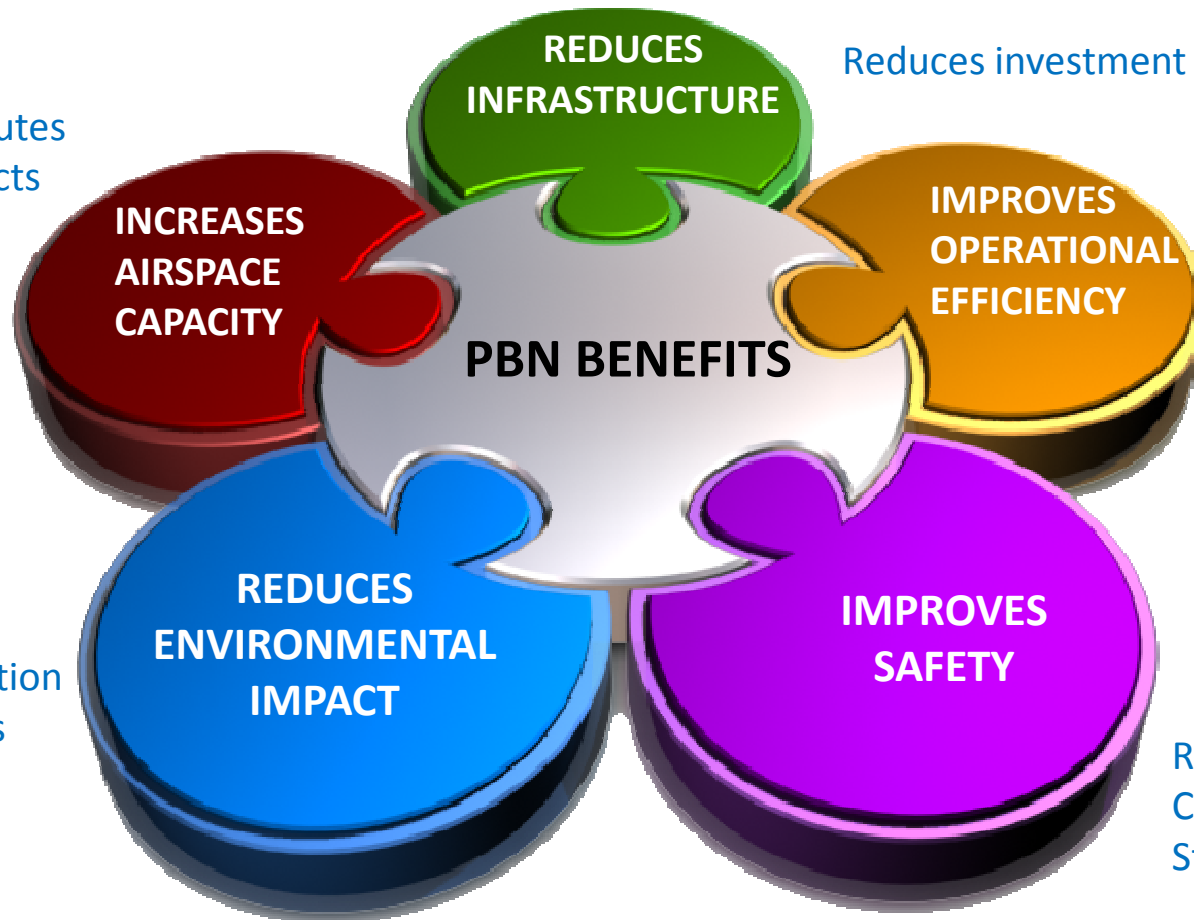 REDUCES
INFRASTRUCTURE
Reduces investment
INCREASES
AIRSPACE
CAPACITY
IMPROVES
OPERATIONAL
EFFICIENCY
PBN BENEFITS
REDUCES
ENVIRONMENTAL
IMPACT
IMPROVES
SAFETY